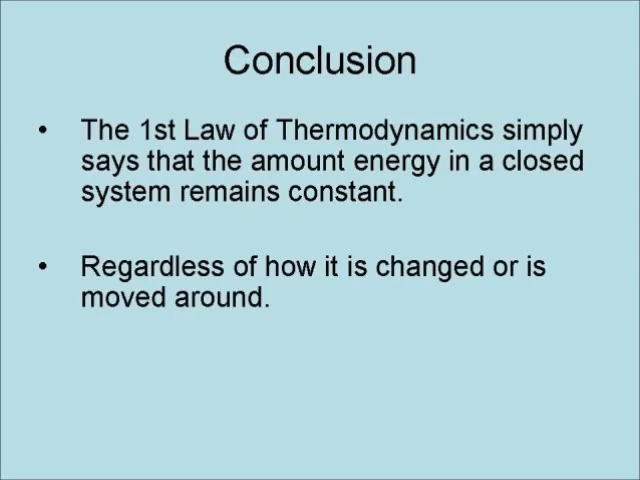 Conclusion
• The 1st Law of Thermodynamics simply
says that the amount energy in a closed
system remains constant.
• Regardless of how it is changed or is
moved around.